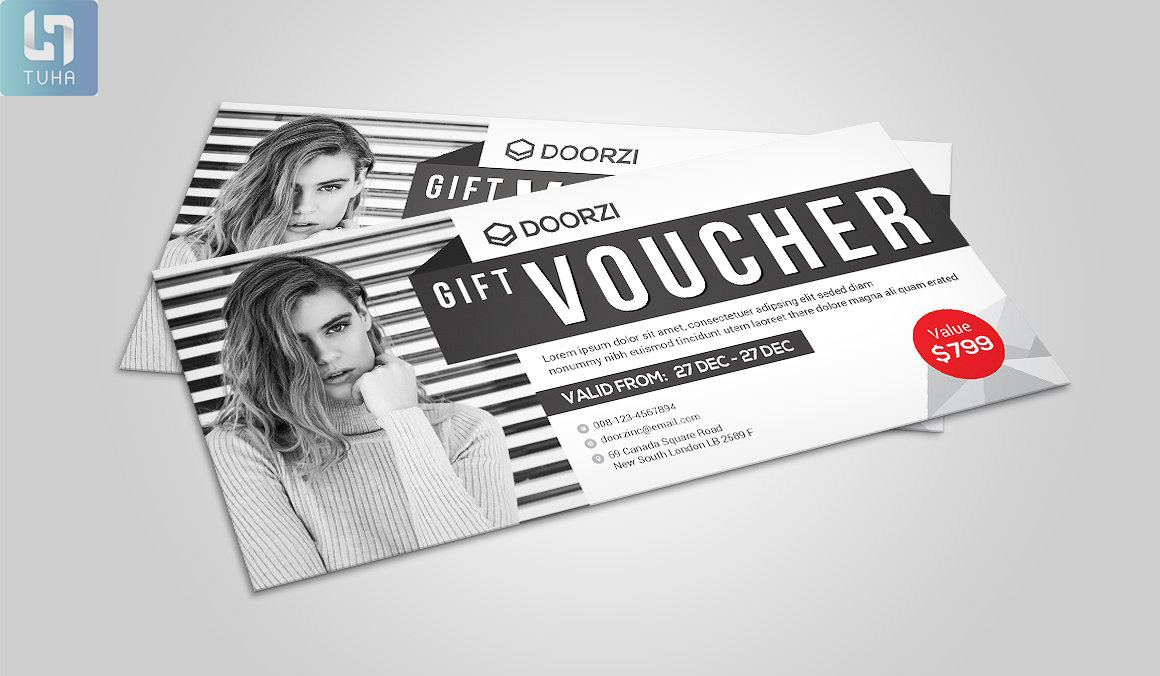 TUHA
DOORZI
GIFT
DOORZI
GIFT VOUCHER
Lorem ipsum dolor sit amet, consectetuer adipsing elit seded diam
nonummy nibh euismod tincidunt utem laoreet there dolore magna ali quam erated
Value
$799
VALID FROM: 27 DEC - 27 DEC
008-123-4567894
doorzinc@email.com
69 Canada Square Road
New South London LB 2589 F